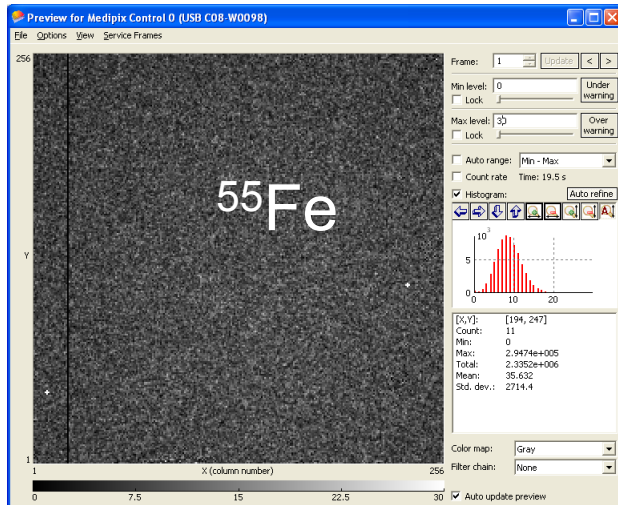 Preview for Medipix Control 0 (USB C08-W0098)
File Options View Service Frames
256
Y
1
55Fe
1 X (column number) 256
0 7.5 15 22.5 30
Frame: 1 Update < >
Min level: 0 Under warning
Lock
Max level: 30 Over warning
Lock
Auto range: Min - Max
Count rate Time: 19.5 s
Histogram: Auto refine
10 3
5
0
0 10 20
[X,Y]: [194, 247]
Count: 11
Min: 0
Max: 2.9474e+005
Total: 2.3352e+006
Mean: 35.632
Std. dev.: 2714.4
Color map: Gray
Filter chain: None
Auto update preview